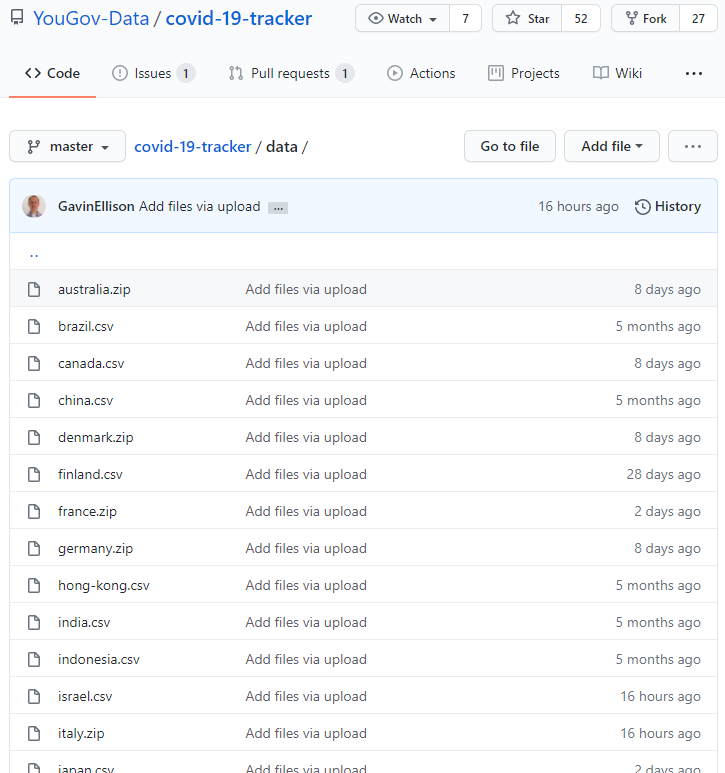 YouGov-Data / covid-19-tracker Watch 7 Star 52 Fork 27
Code Issues 1 Pull requests 1 Actions Projects Wiki ...
master covid-19-tracker / data / Go to file Add file ...
GavinEllison Add files via upload ... 16 hours ago History
..
australia.zip Add files via upload 8 days ago
brazil.csv Add files via upload 5 months ago
canada.csv Add files via upload 8 days ago
china.csv Add files via upload 5 months ago
denmark.zip Add files via upload 8 days ago
finland.csv Add files via upload 28 days ago
france.zip Add files via upload 2 days ago
germany.zip Add files via upload 8 days ago
hong-kong.csv Add files via upload 5 months ago
india.csv Add files via upload 5 months ago
indonesia.csv Add files via upload 5 months ago
israel.csv Add files via upload 16 hours ago
italy.zip Add files via upload 16 hours ago
japan.csv Add files via upload 2 days ago